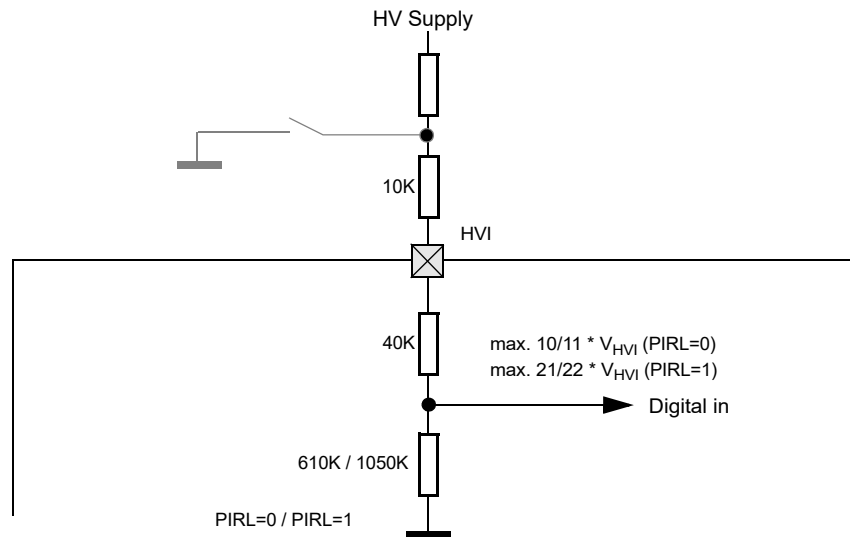 HV Supply
10K
HVI
40K
max. 10/11 * VHVI (PIRL=0)
max. 21/22 * VHVI (PIRL=1)
Digital in
610K / 1050K
PIRL=0 / PIRL=1